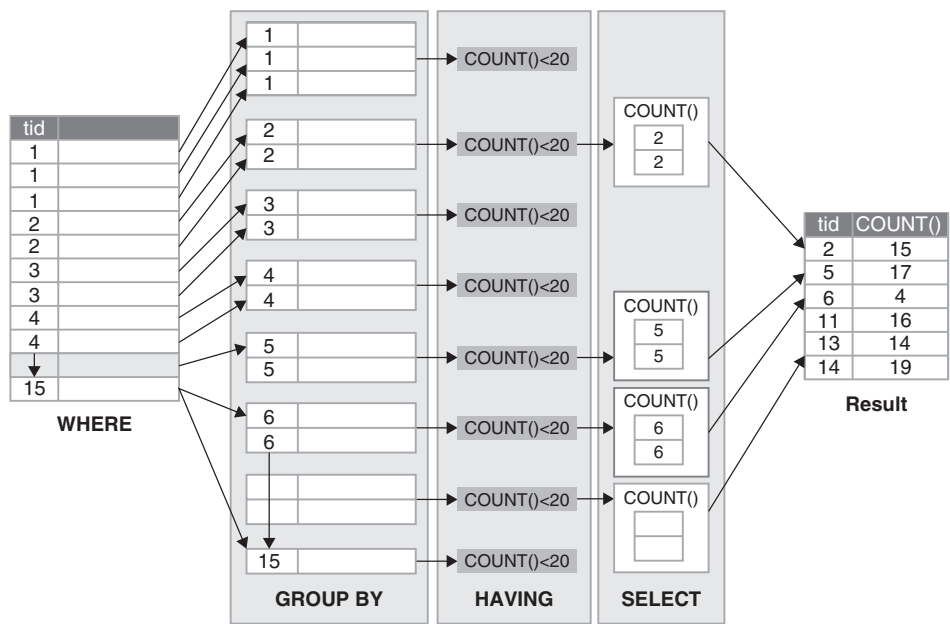 tid
1
1
1
2
2
3
3
4
4
15
WHERE
1
1
1
2
2
3
3
4
4
5
5
6
6
15
GROUP BY
COUNT()<20
COUNT()<20
COUNT()<20
COUNT()<20
COUNT()<20
COUNT()<20
COUNT()<20
COUNT()<20
HAVING
COUNT()
2
2
COUNT()
5
5
COUNT()
6
6
COUNT()
SELECT
tid COUNT()
2 15
5 17
6 4
11 16
13 14
14 19
Result